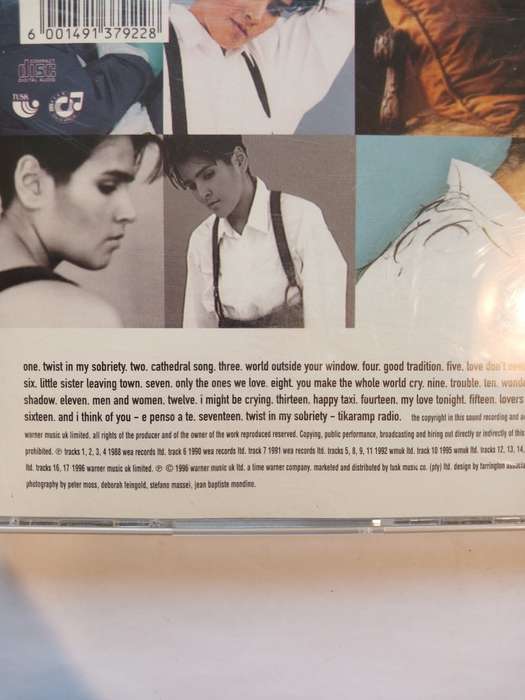 6 001491 379228
COMPACT
disc
DIGITAL AUDIO
TUSK
one. twist in my sobriety. two. cathedral song. three. world outside your window. four. good tradition. five. love don't
six. little sister leaving town. seven. only the ones we love. eight. you make the whole world cry. nine. trouble. ten.
shadow. eleven. men and women. twelve. i might be crying. thirteen. happy taxi. fourteen. my love tonight. fifteen. lovers
sixteen. and i think of you – e penso a te. seventeen. twist in my sobriety - tikaramp radio. the copyright in this sound recording and
warner music uk limited. all rights of the producer and of the owner of the work reproduced reserved. Copying, public performance, broadcasting and hiring out directly or indirectly of this
prohibited. ℗ tracks 1, 2, 3, 4 1988 wea records ltd. track 6 1990 wea records ltd. track 7 1991 wea records ltd. tracks 5, 8, 9, 11 1992 wmuk ltd. track 10 1995 wmuk ltd. tracks 12, 13, 14,
ltd. tracks 16, 17 1996 warner music uk limited. ℗ © 1996 warner music uk ltd. a time warner company. marketed and distributed by tusk music co. (pty) ltd. design by farrington
photography by peter moss, deborah feingold, stefano massei, jean baptiste mondino.